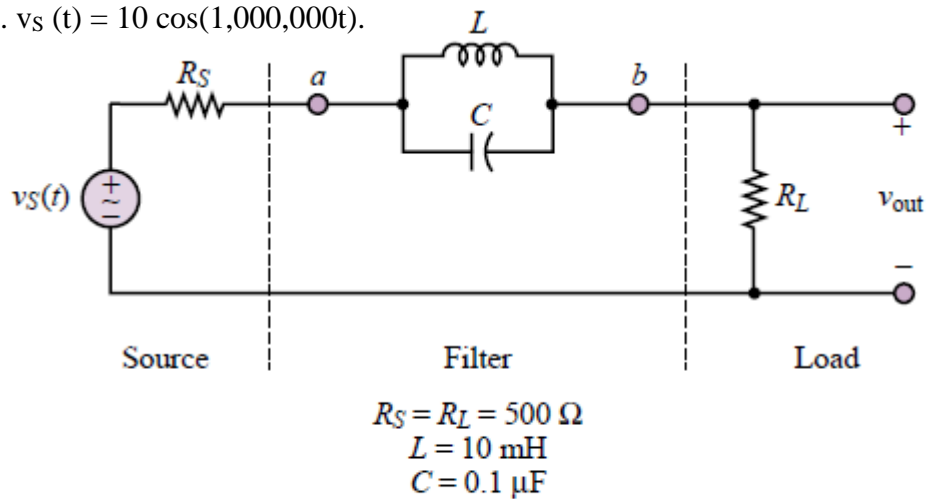 . vS (t) = 10 cos(1,000,000t).
L
RS
a
b
C
vS(t)
+
~
−
RL
+
vout
−
Source
Filter
Load
RS = RL = 500 Ω
L = 10 mH
C = 0.1 µF